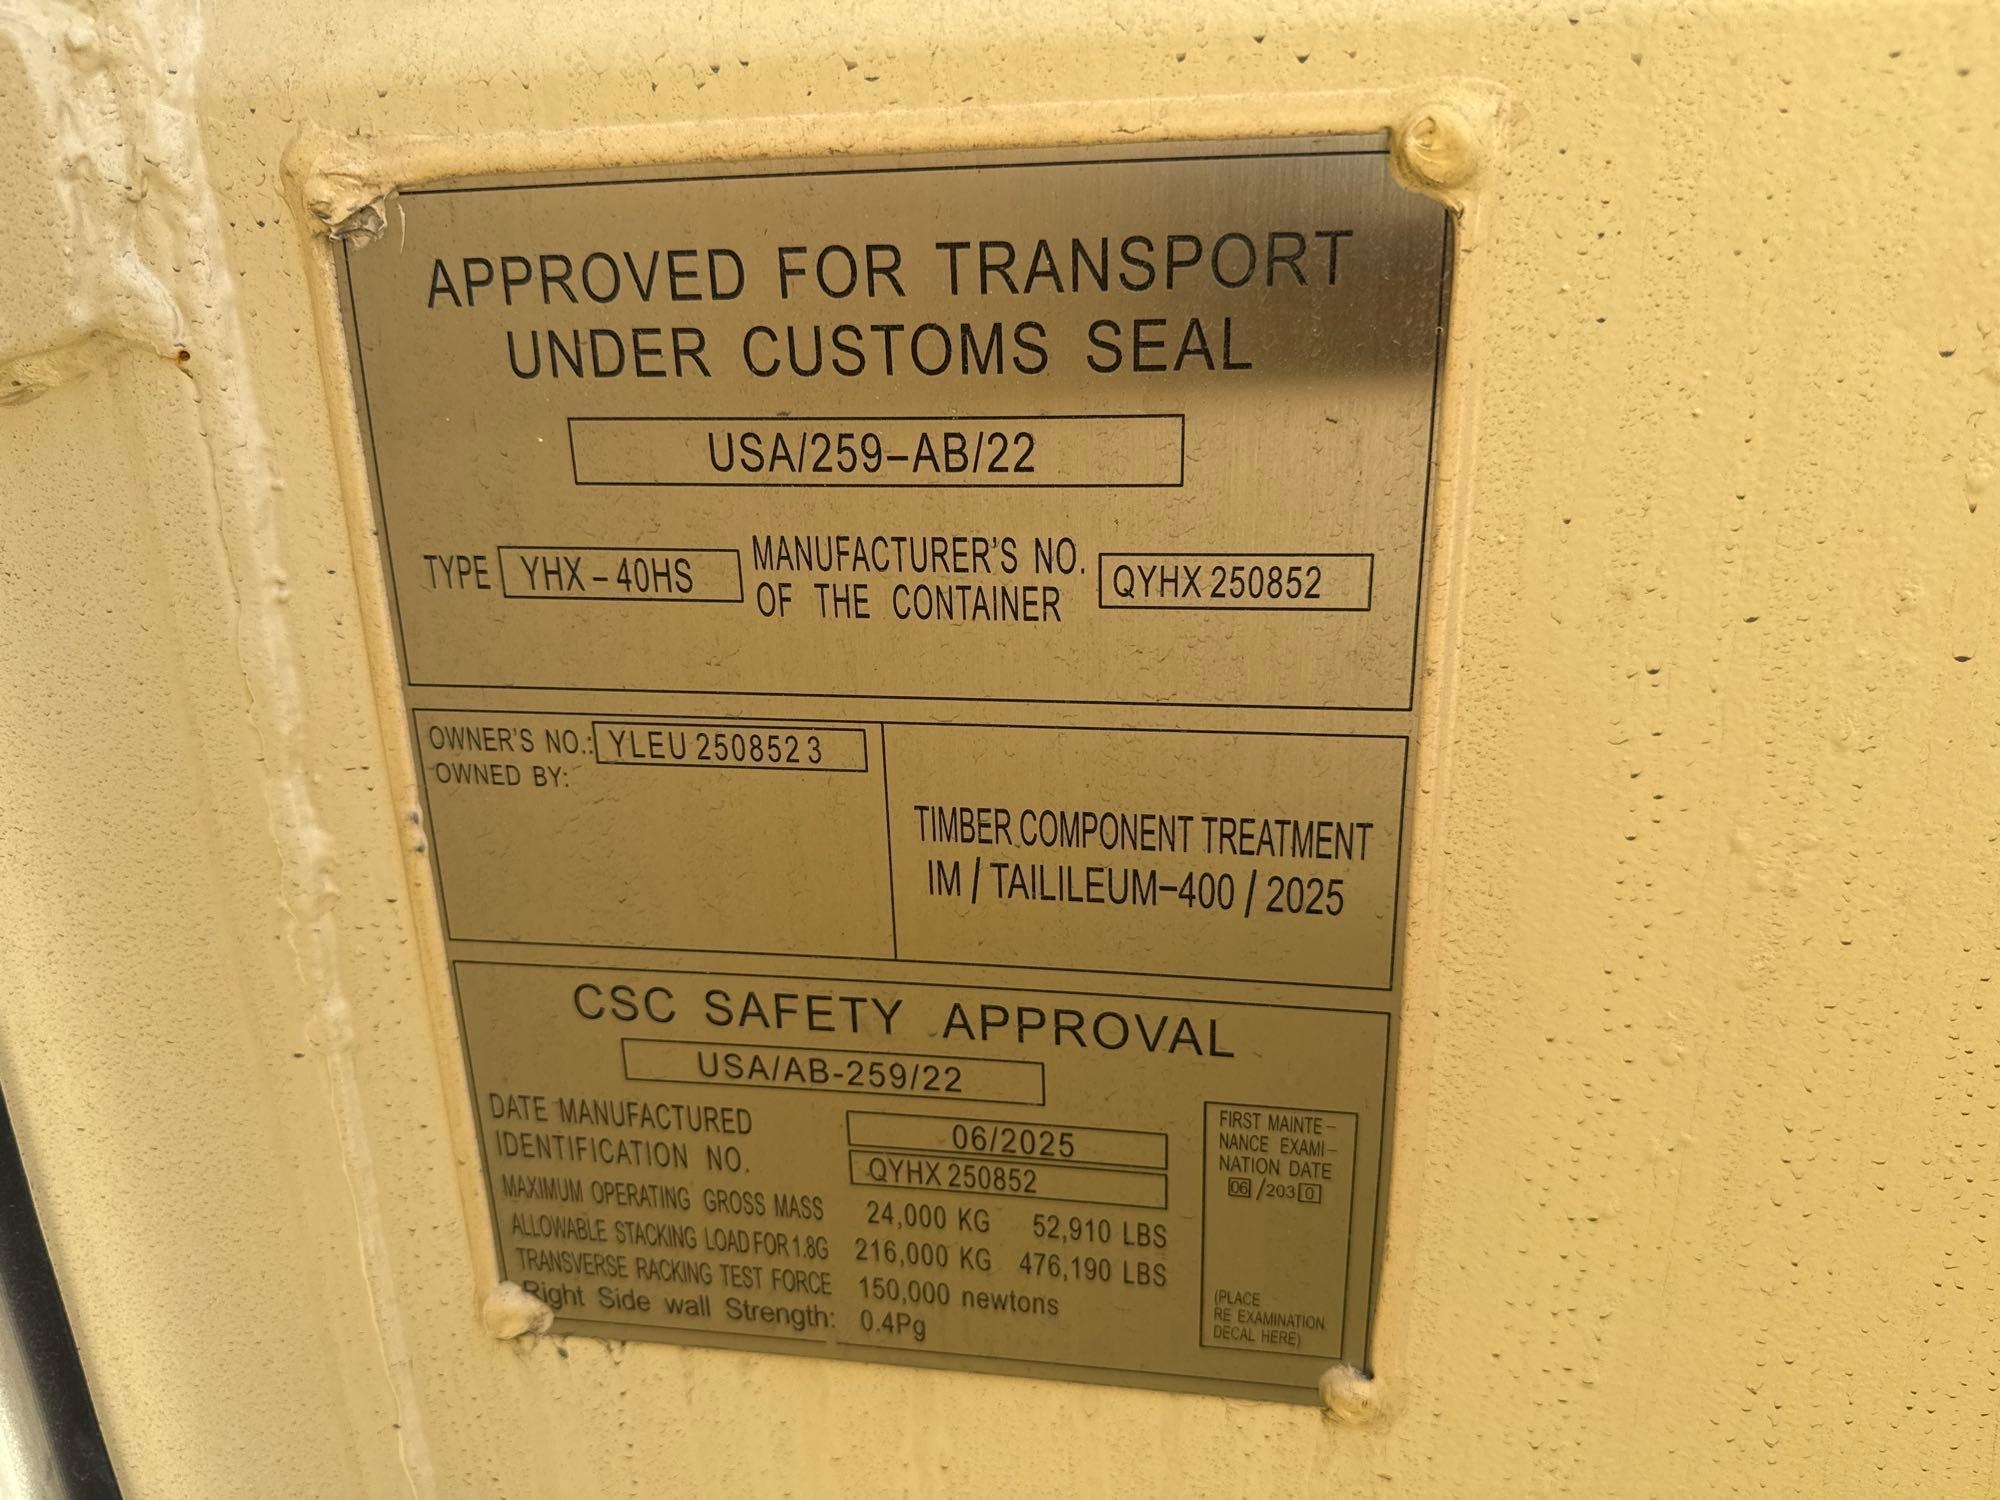 APPROVED FOR TRANSPORT
UNDER CUSTOMS SEAL
USA/259-AB/22
TYPE YHX-40HS MANUFACTURER'S NO. OF THE CONTAINER QYHX 250852
OWNER'S NO.: YLEU 250852 3
OWNED BY:
TIMBER COMPONENT TREATMENT
IM / TAILILEUM-400 / 2025
CSC SAFETY APPROVAL
USA/AB-259/22
DATE MANUFACTURED 06/2025
IDENTIFICATION NO. QYHX 250852
MAXIMUM OPERATING GROSS MASS 24,000 KG 52,910 LBS
ALLOWABLE STACKING LOAD FOR 1.8G 216,000 KG 476,190 LBS
TRANSVERSE RACKING TEST FORCE 150,000 newtons
Right Side wall Strength: 0.4Pg
FIRST MAINTE-
NANCE EXAMI-
NATION DATE
06/2030
(PLACE
RE EXAMINATION
DECAL HERE)